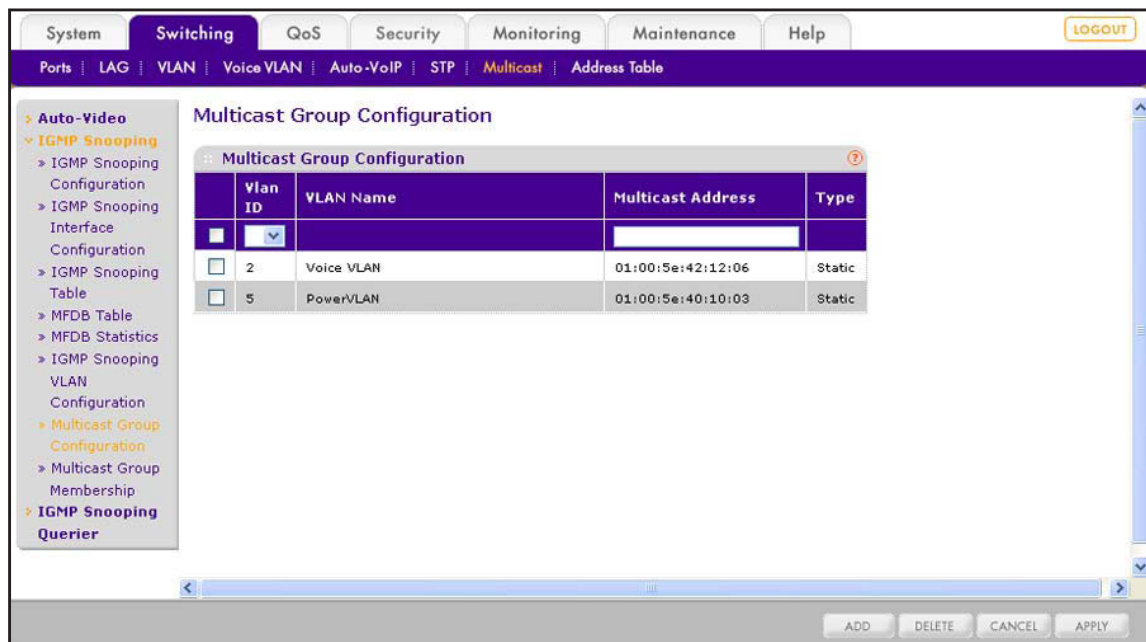 System Switching QoS Security Monitoring Maintenance Help LOGOUT
Ports LAG VLAN Voice VLAN Auto-VoIP STP Multicast Address Table
Auto-Video
IGMP Snooping
IGMP Snooping
Configuration
IGMP Snooping
Interface
Configuration
IGMP Snooping
Table
MFDB Table
MFDB Statistics
IGMP Snooping
VLAN
Configuration
Multicast Group
Configuration
Multicast Group
Membership
IGMP Snooping
Querier
Multicast Group Configuration
Multicast Group Configuration ?
Vlan ID VLAN Name Multicast Address Type
2 Voice VLAN 01:00:5e:42:12:06 Static
5 PowerVLAN 01:00:5e:40:10:03 Static
ADD DELETE CANCEL APPLY